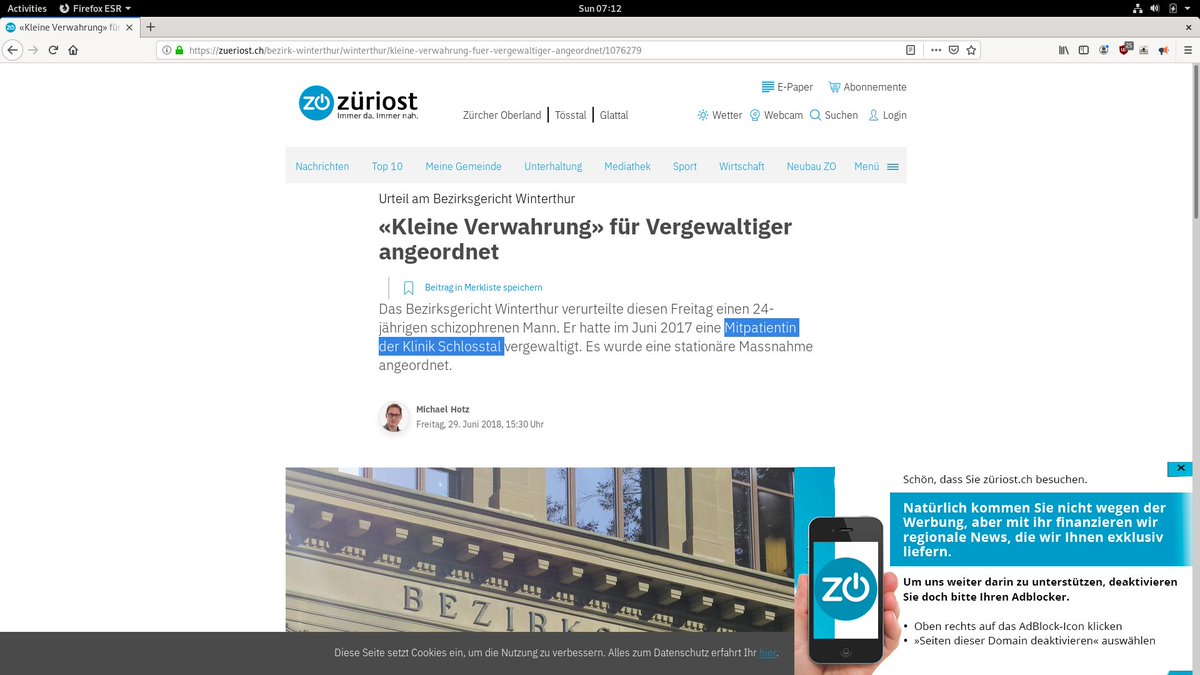 Activities Firefox ESR Sun 07:12
«Kleine Verwahrung» für
https://zueriost.ch/bezirk-winterthur/winterthur/kleine-verwahrung-fuer-vergewaltiger-angeordnet/1076279
E-Paper Abonnemente
ZO züriost
Immer da. Immer nah.
Zürcher Oberland Tösstal Glattal
Wetter Webcam Suchen Login
Nachrichten Top 10 Meine Gemeinde Unterhaltung Mediathek Sport Wirtschaft Neubau ZO Menü
Urteil am Bezirksgericht Winterthur
«Kleine Verwahrung» für Vergewaltiger
angeordnet
Beitrag in Merkliste speichern
Das Bezirksgericht Winterthur verurteilte diesen Freitag einen 24-
jährigen schizophrenen Mann. Er hatte im Juni 2017 eine Mitpatientin
der Klinik Schlosstal vergewaltigt. Es wurde eine stationäre Massnahme
angeordnet.
Michael Hotz
Freitag, 29. Juni 2018, 15:30 Uhr
BEZIRKS
Schön, dass Sie züriost.ch besuchen.
Natürlich kommen Sie nicht wegen der
Werbung, aber mit ihr finanzieren wir
regionale News, die wir Ihnen exklusiv
liefern.
ZO
Um uns weiter darin zu unterstützen, deaktivieren
Sie doch bitte Ihren Adblocker.
• Oben rechts auf das AdBlock-Icon klicken
• »Seiten dieser Domain deaktivieren« auswählen
Diese Seite setzt Cookies ein, um die Nutzung zu verbessern. Alles zum Datenschutz erfahrt Ihr hier.